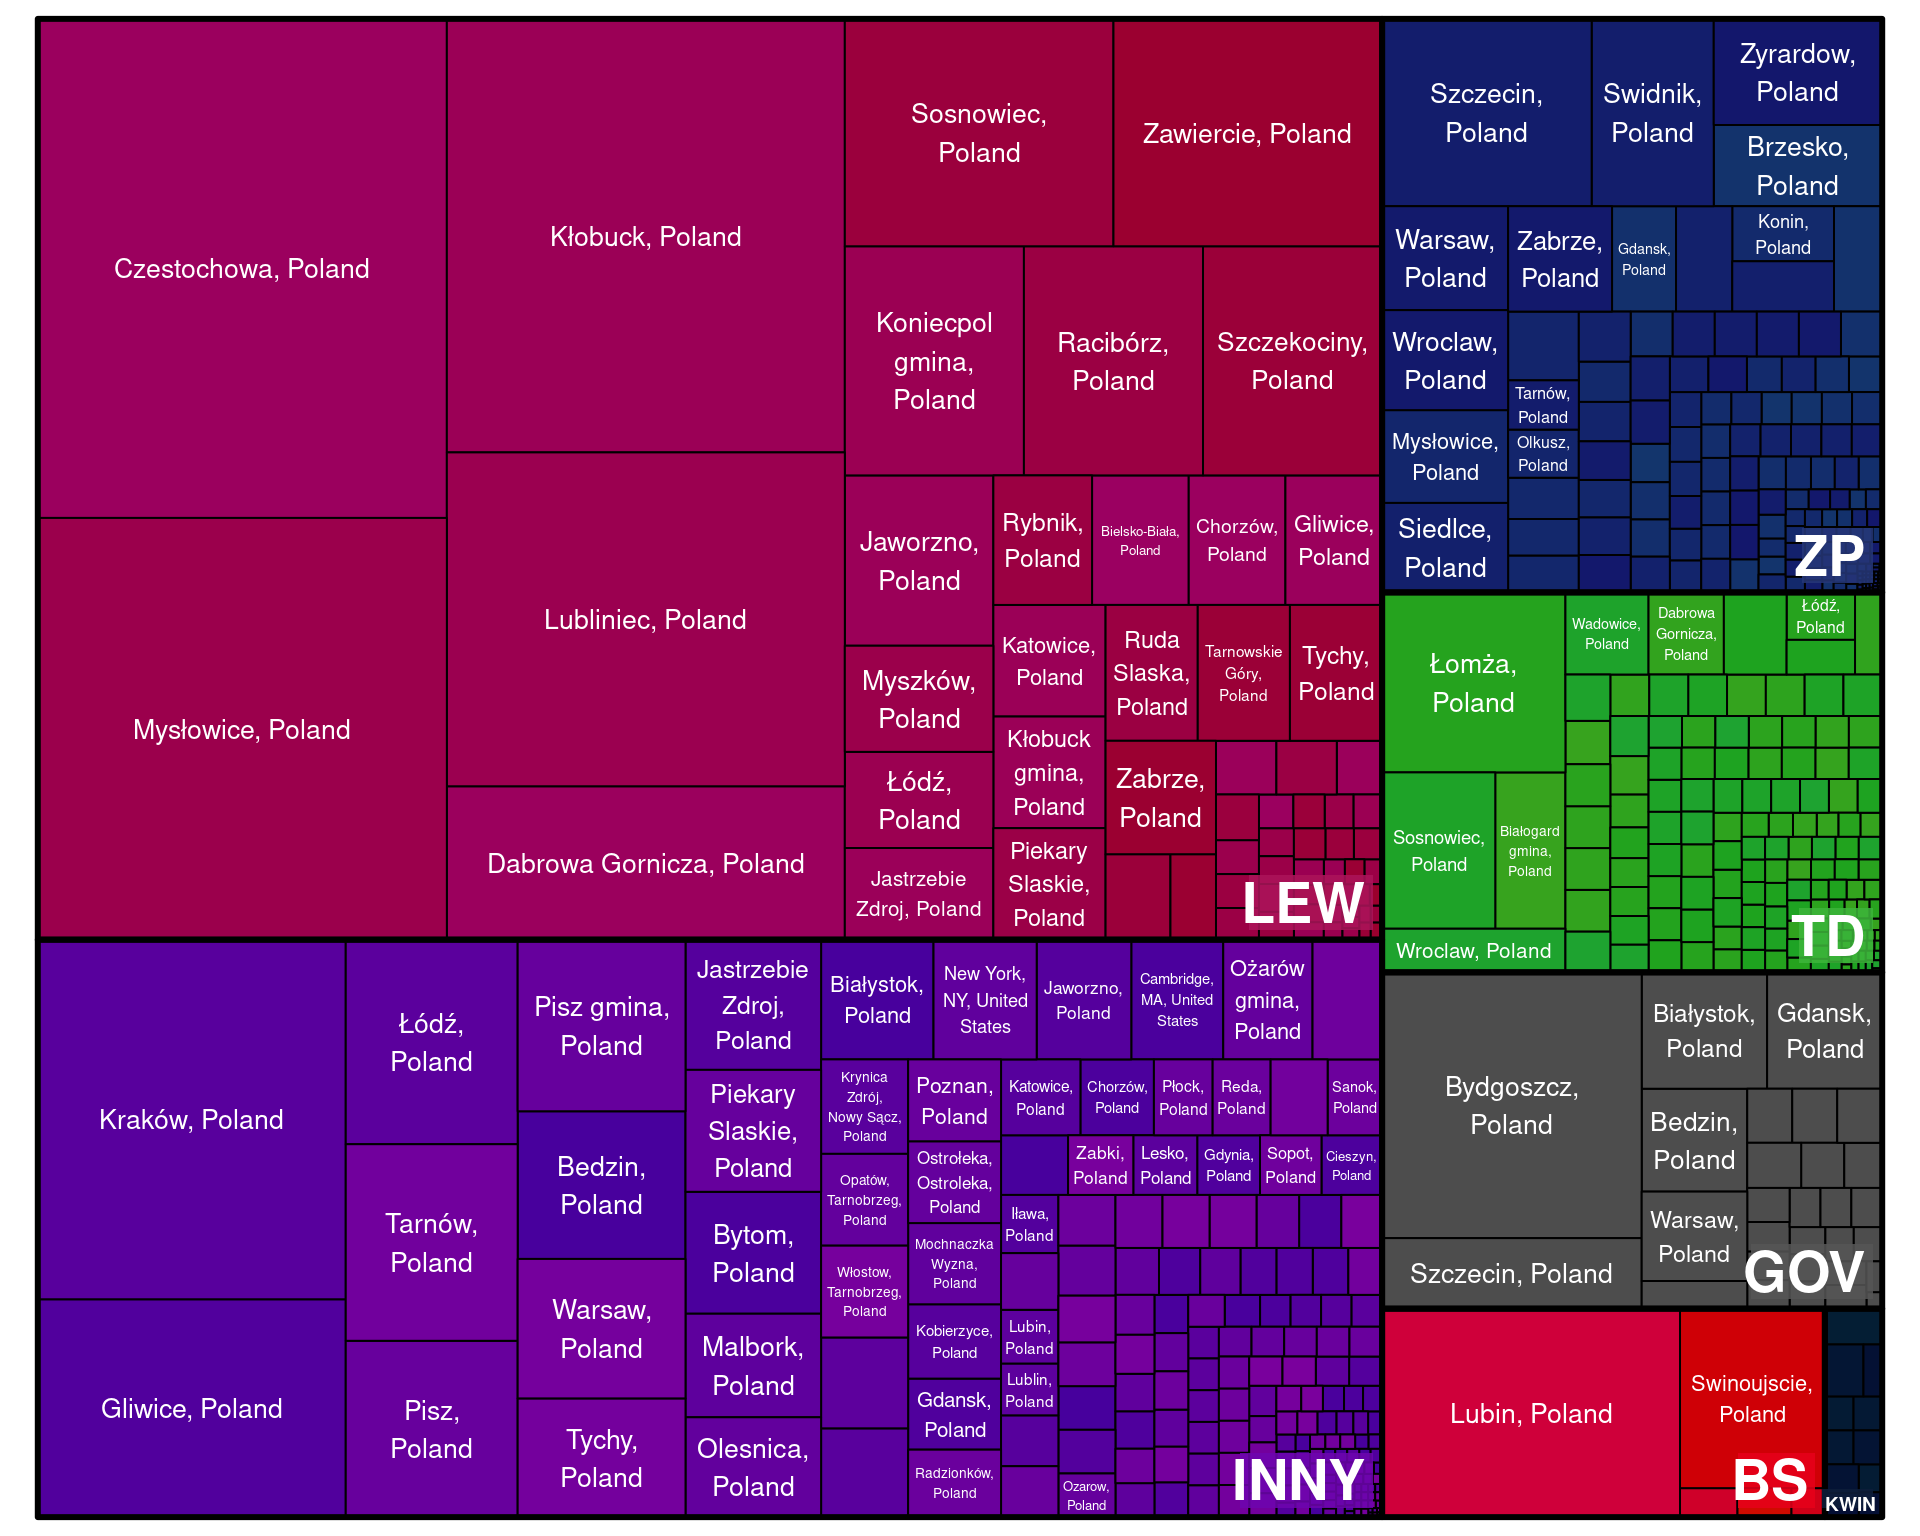 Czestochowa, Poland
Mysłowice, Poland
Kłobuck, Poland
Lubliniec, Poland
Dabrowa Gornicza, Poland
Sosnowiec,
Poland
Zawiercie, Poland
Koniecpol
gmina,
Poland
Racibórz,
Poland
Szczekociny,
Poland
Jaworzno,
Poland
Myszków,
Poland
Łódź,
Poland
Jastrzebie
Zdroj, Poland
Rybnik,
Poland
Bielsko-Biała,
Poland
Chorzów,
Poland
Gliwice,
Poland
Katowice,
Poland
Kłobuck
gmina,
Poland
Piekary
Slaskie,
Poland
Ruda
Slaska,
Poland
Tarnowskie
Góry,
Poland
Tychy,
Poland
Zabrze,
Poland
LEW
Szczecin,
Poland
Swidnik,
Poland
Zyrardow,
Poland
Brzesko,
Poland
Warsaw,
Poland
Zabrze,
Poland
Gdansk,
Poland
Konin,
Poland
Wroclaw,
Poland
Tarnów,
Poland
Olkusz,
Poland
Mysłowice,
Poland
Siedlce,
Poland
ZP
Łomża,
Poland
Wadowice,
Poland
Dabrowa
Gornicza,
Poland
Łódź,
Poland
Sosnowiec,
Poland
Białogard
gmina,
Poland
Wroclaw, Poland
TD
Kraków, Poland
Gliwice, Poland
Łódź,
Poland
Tarnów,
Poland
Pisz,
Poland
Pisz gmina,
Poland
Bedzin,
Poland
Warsaw,
Poland
Tychy,
Poland
Jastrzebie
Zdroj,
Poland
Piekary
Slaskie,
Poland
Bytom,
Poland
Malbork,
Poland
Olesnica,
Poland
Białystok,
Poland
New York,
NY, United
States
Jaworzno,
Poland
Cambridge,
MA, United
States
Ożarów
gmina,
Poland
Krynica
Zdrój,
Nowy Sącz,
Poland
Opatów,
Tarnobrzeg,
Poland
Włostow,
Tarnobrzeg,
Poland
Poznan,
Poland
Ostrołeka,
Ostroleka,
Poland
Mochnaczka
Wyzna,
Poland
Kobierzyce,
Poland
Gdansk,
Poland
Radzionków,
Poland
Katowice,
Poland
Chorzów,
Poland
Płock,
Poland
Reda,
Poland
Sanok,
Poland
Zabki,
Poland
Lesko,
Poland
Gdynia,
Poland
Sopot,
Poland
Cieszyn,
Poland
Iława,
Poland
Lubin,
Poland
Lublin,
Poland
Ozarow,
Poland
INNY
Bydgoszcz,
Poland
Szczecin, Poland
Białystok,
Poland
Gdansk,
Poland
Bedzin,
Poland
Warsaw,
Poland
GOV
Lubin, Poland
Swinoujscie,
Poland
BS
KWIN